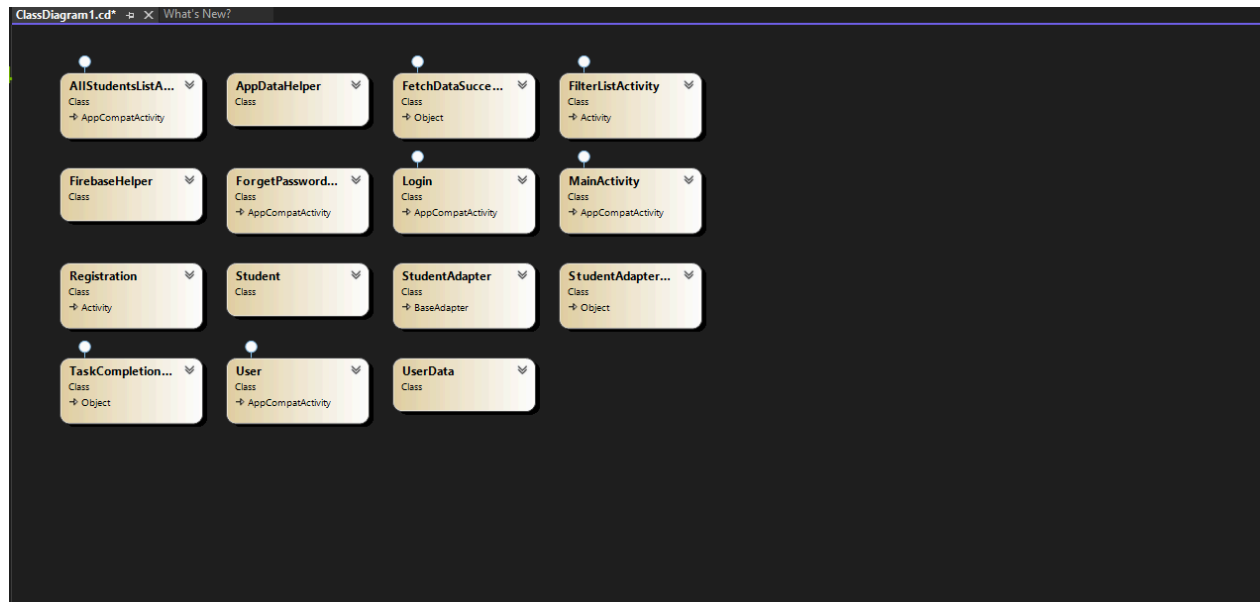 ClassDiagram1.cd* What's New?
AllStudentsListA... AppDataHelper FetchDataSucce... FilterListActivity
Class Class Class Class
AppCompatActivity Object Activity
FirebaseHelper ForgetPassword... Login MainActivity
Class Class Class Class
AppCompatActivity AppCompatActivity AppCompatActivity
Registration Student StudentAdapter StudentAdapter...
Class Class Class Class
Activity BaseAdapter Object
TaskCompletion... User UserData
Class Class Class
Object AppCompatActivity